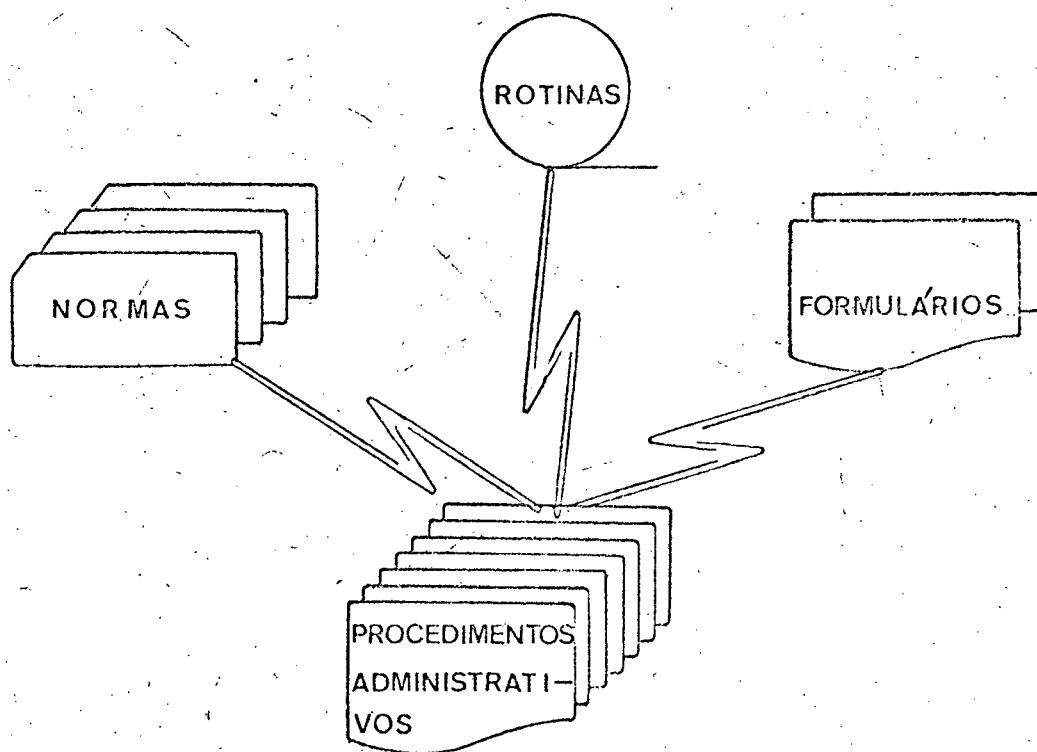 ROTINAS
NORMAS
FORMULÁRIOS
PROCEDIMENTOS
ADMINISTRATI-
VOS